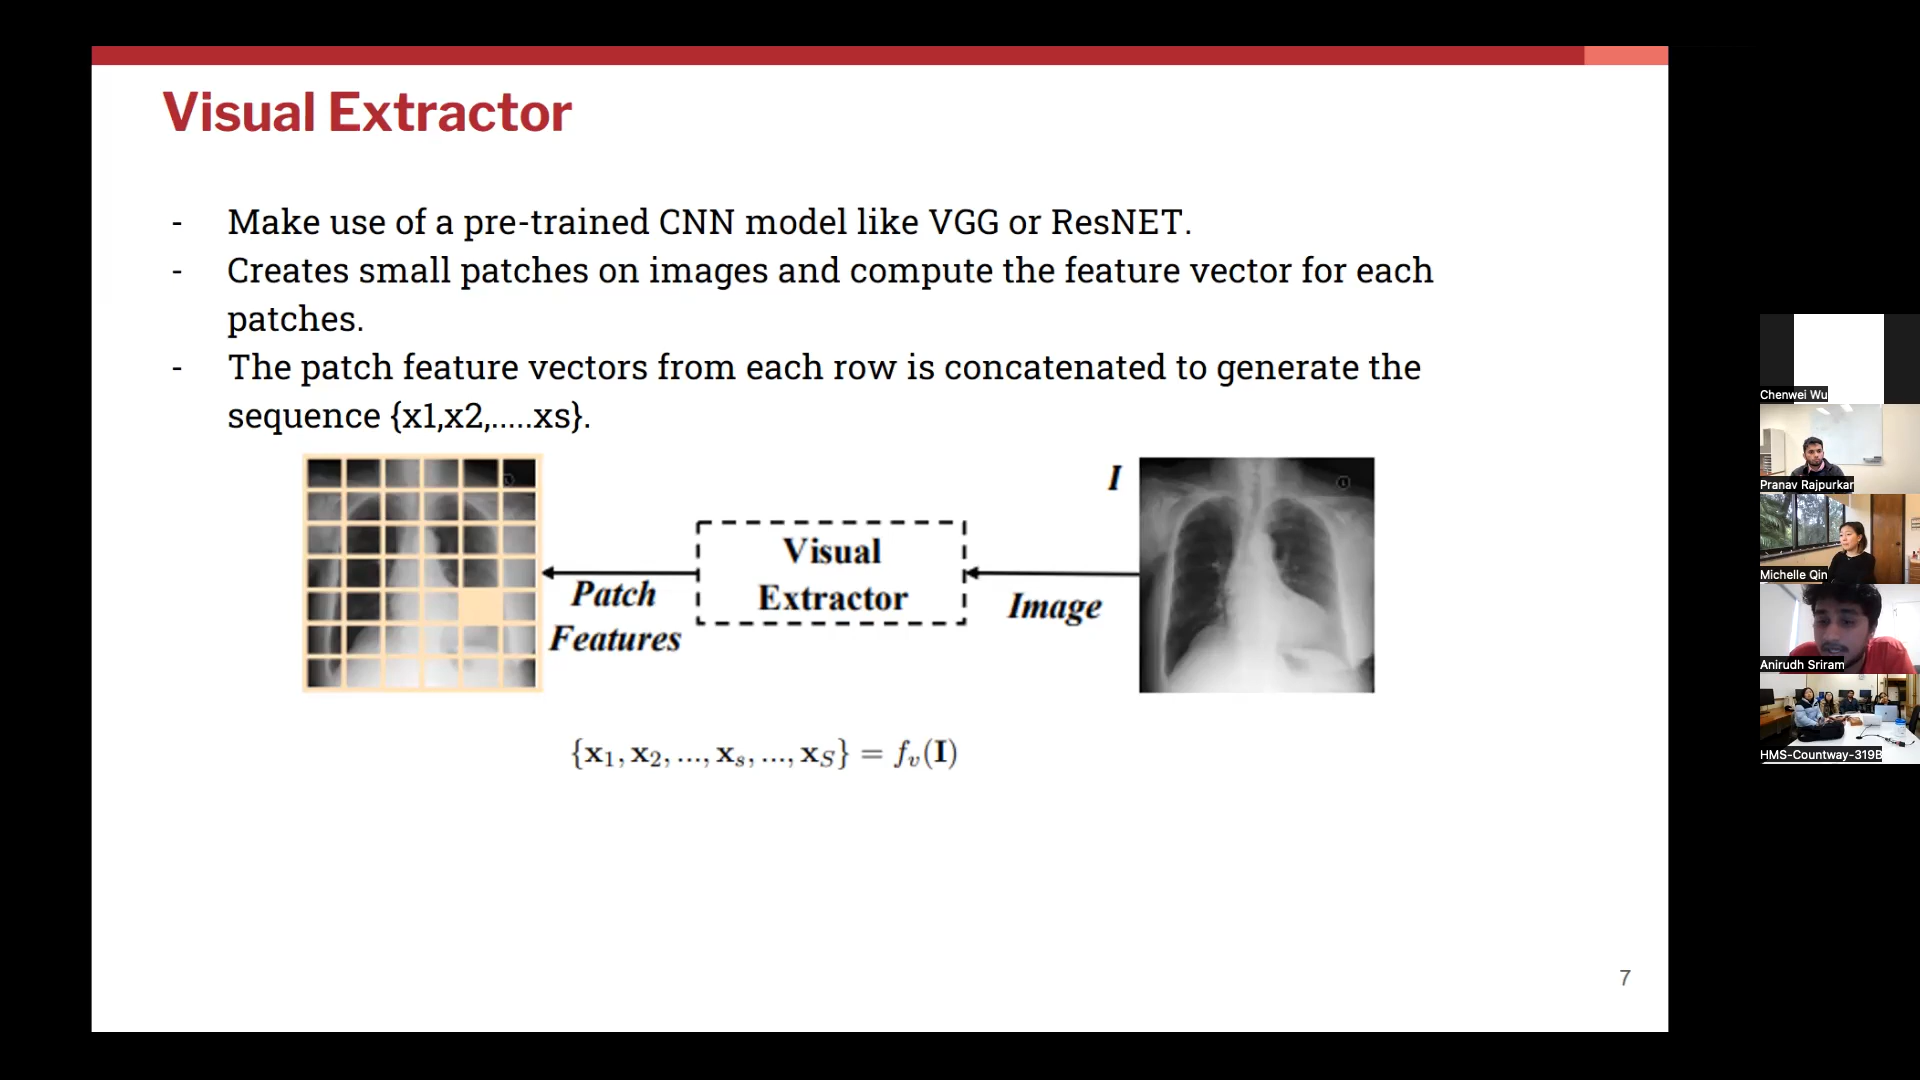 Visual Extractor
- Make use of a pre-trained CNN model like VGG or ResNET.
- Creates small patches on images and compute the feature vector for each
patches.
- The patch feature vectors from each row is concatenated to generate the
sequence {x1,x2,.....xs}.
Patch
Features
Visual
Extractor
Image
I
{x₁, x₂, ..., xₛ, ..., x_S} = fᵥ(I)
7
Chenwei Wu
Pranav Rajpurkar
Michelle Qin
Anirudh Sriram
HMS-Countway-319B